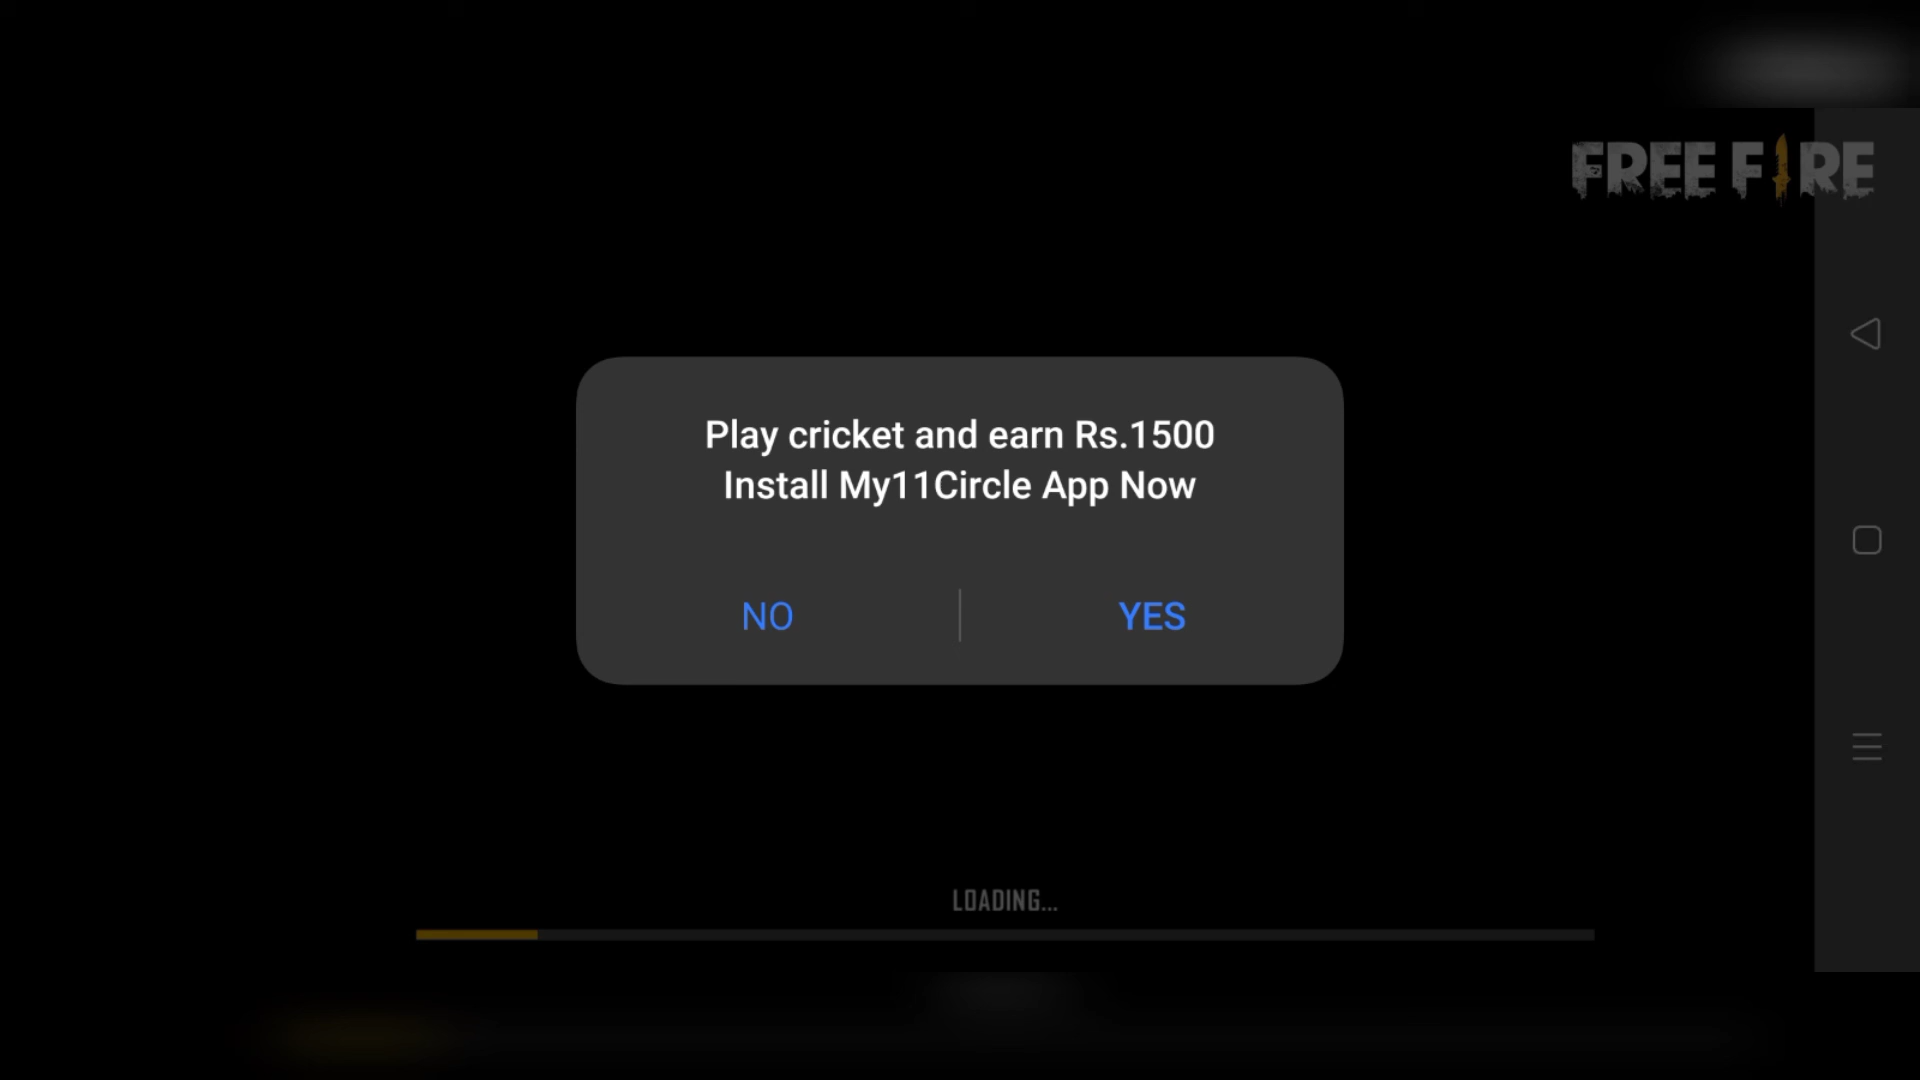 FREE FIRE
Play cricket and earn Rs.1500
Install My11Circle App Now
NO
YES
LOADING...